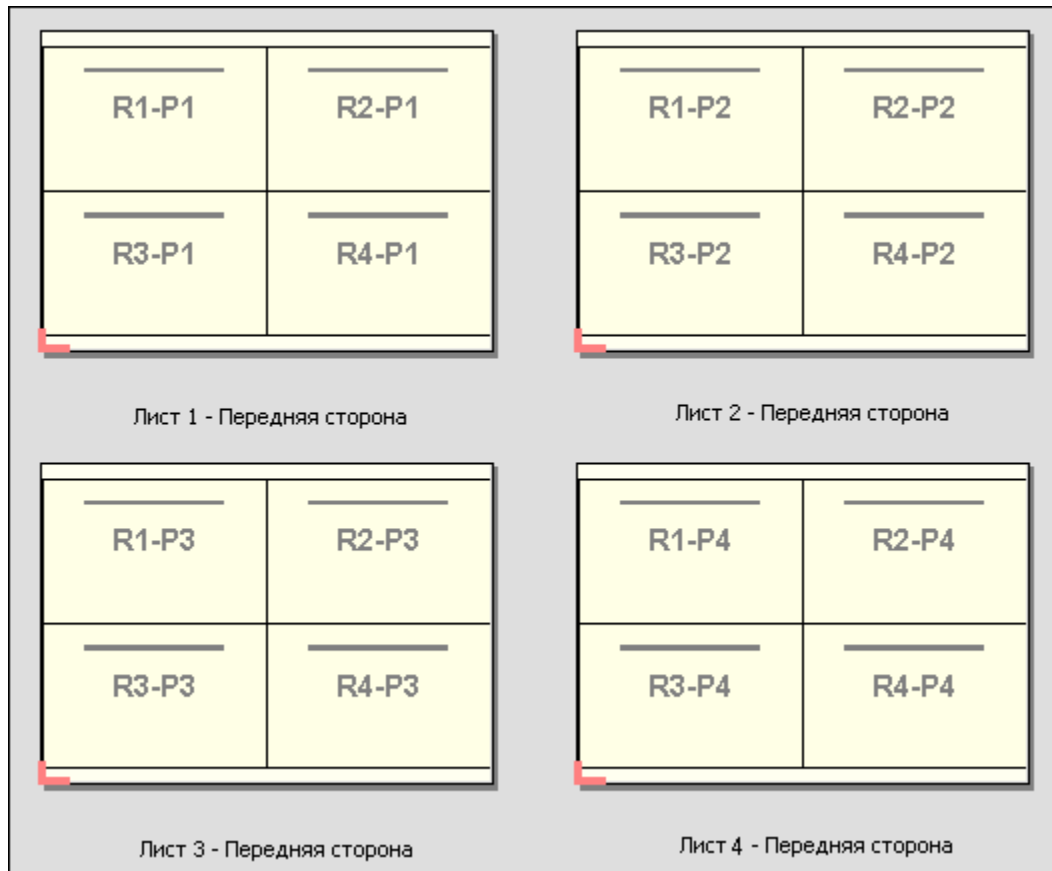 R1-P1 R2-P1
R3-P1 R4-P1
Лист 1 - Передняя сторона
R1-P2 R2-P2
R3-P2 R4-P2
Лист 2 - Передняя сторона
R1-P3 R2-P3
R3-P3 R4-P3
Лист 3 - Передняя сторона
R1-P4 R2-P4
R3-P4 R4-P4
Лист 4 - Передняя сторона